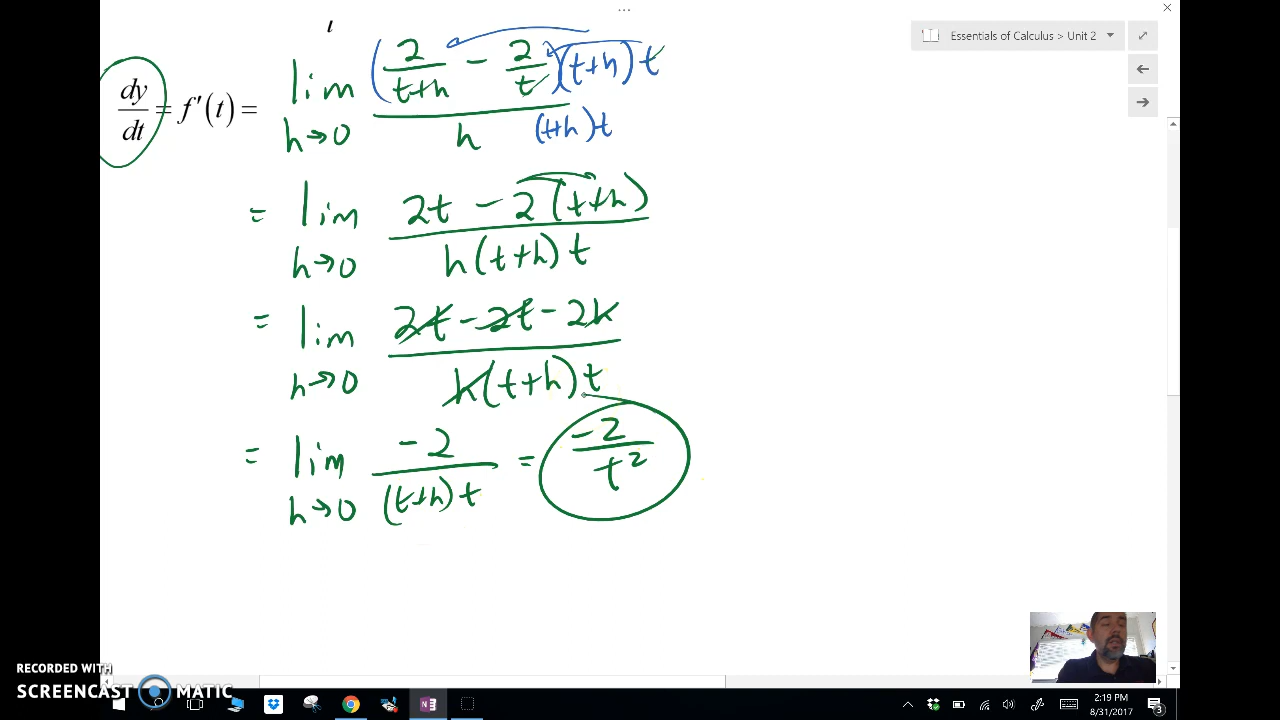 Essentials of Calculus > Unit 2
dy/dt = f'(t) = lim h→0 ((2/(t+h) − 2/t)(t+h)t)/(h (t+h)t)
= lim h→0 (2t − 2(t+h))/(h(t+h)t)
= lim h→0 (2t − 2t − 2h)/(h(t+h)t)
= lim h→0 −2/((t+h)t) = −2/t²
RECORDED WITH
SCREENCAST MATIC
2:19 PM
8/31/2017